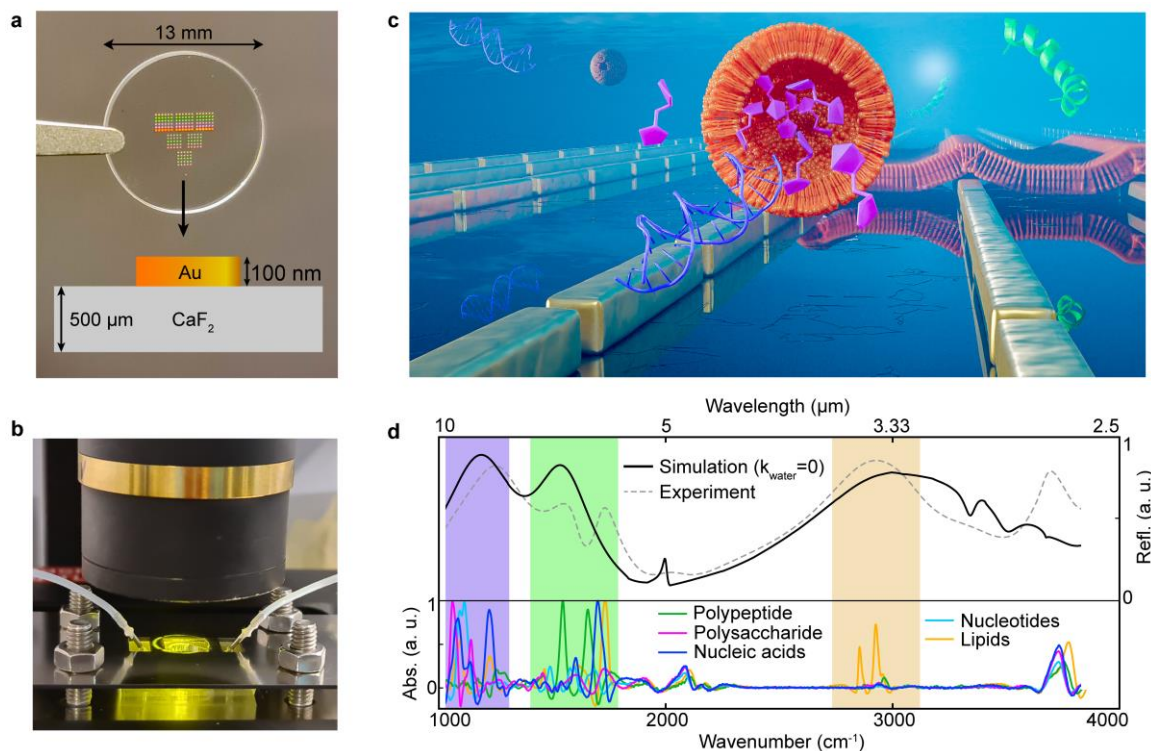 a
13 mm
Au
100 nm
500 µm
CaF₂
b
c
d
Wavelength (µm)
10
5
3.33
2.5
1
Simulation (k_water=0)
Experiment
Refl. (a. u.)
0
1
Polypeptide
Polysaccharide
Nucleic acids
Nucleotides
Lipids
Abs. (a. u.)
0
1000
2000
3000
4000
Wavenumber (cm⁻¹)